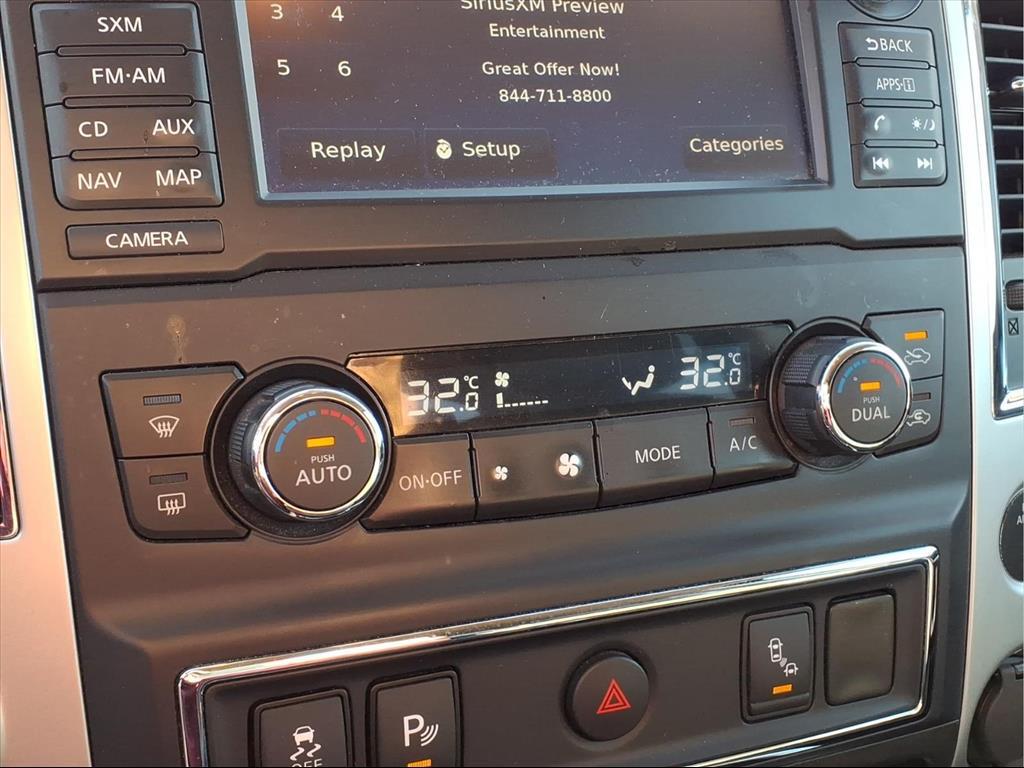 SXM
FM·AM
CD AUX
NAV MAP
CAMERA
3 4
5 6
SiriusXM Preview
Entertainment
Great Offer Now!
844-711-8800
Replay
Setup
Categories
BACK
APPS·i
32.0 °C
32.0 °C
PUSH
AUTO
ON·OFF
MODE
A/C
PUSH
DUAL
OFF
P